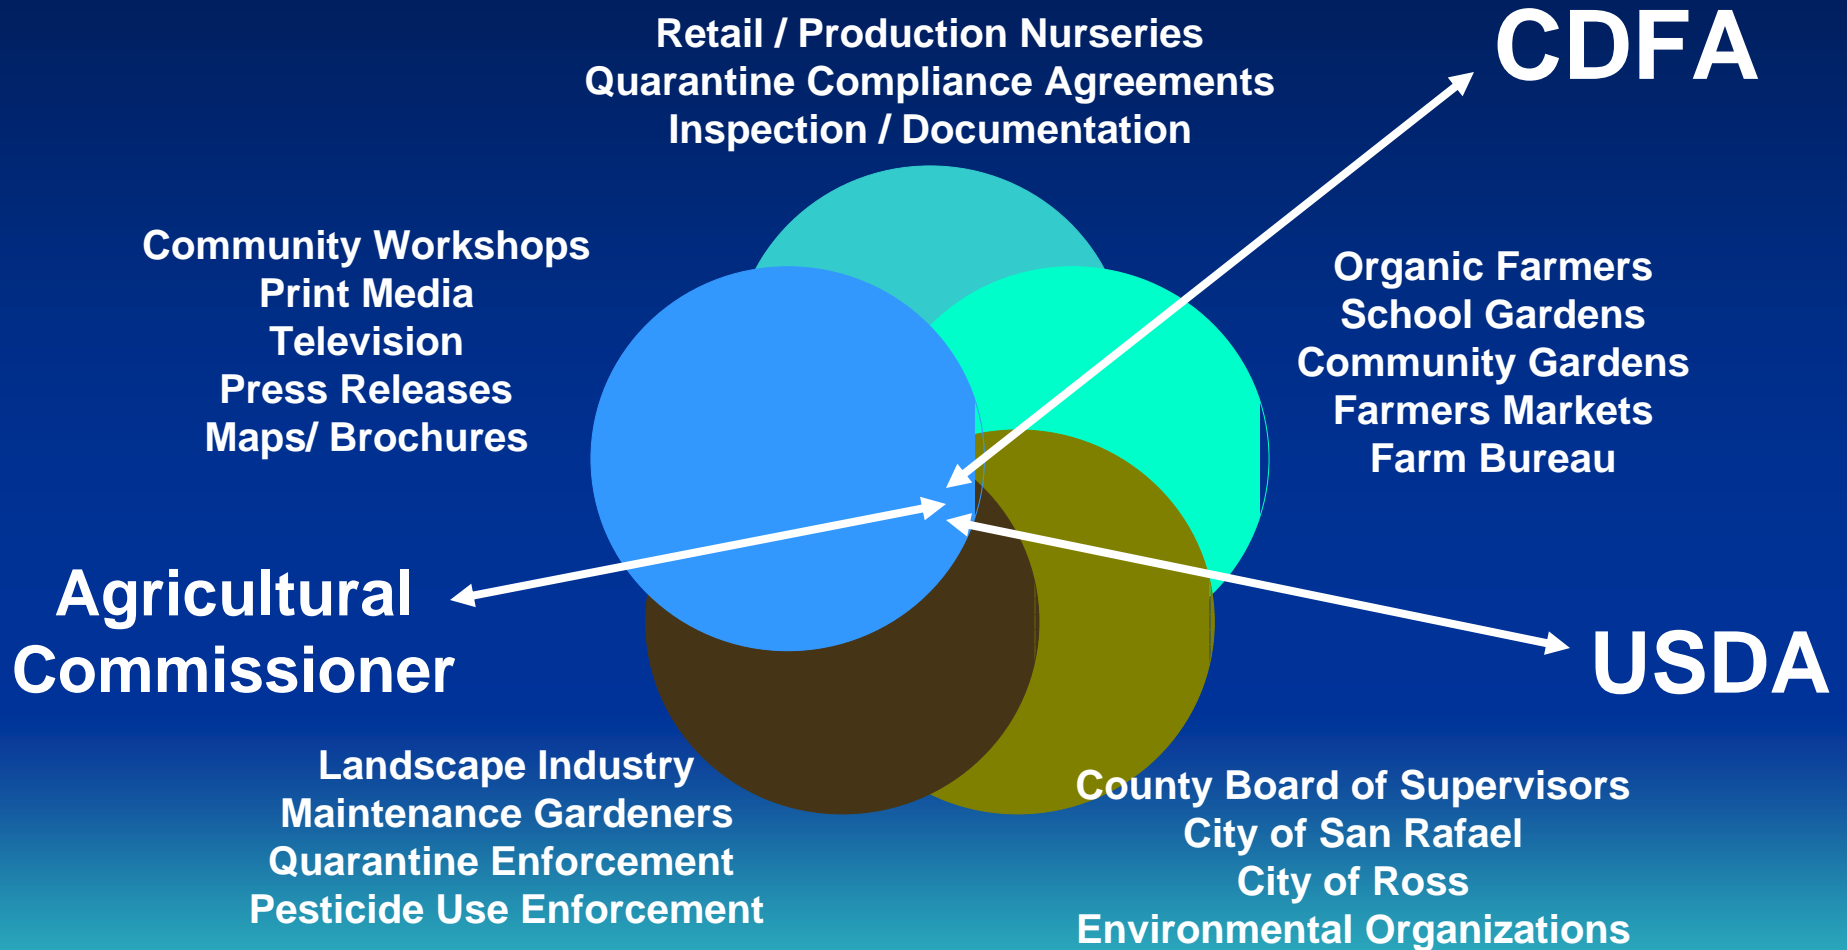 Retail / Production Nurseries
Quarantine Compliance Agreements
Inspection / Documentation
CDFA
Community Workshops
Print Media
Television
Press Releases
Maps/ Brochures
Organic Farmers
School Gardens
Community Gardens
Farmers Markets
Farm Bureau
Agricultural
Commissioner
USDA
Landscape Industry
Maintenance Gardeners
Quarantine Enforcement
Pesticide Use Enforcement
County Board of Supervisors
City of San Rafael
City of Ross
Environmental Organizations